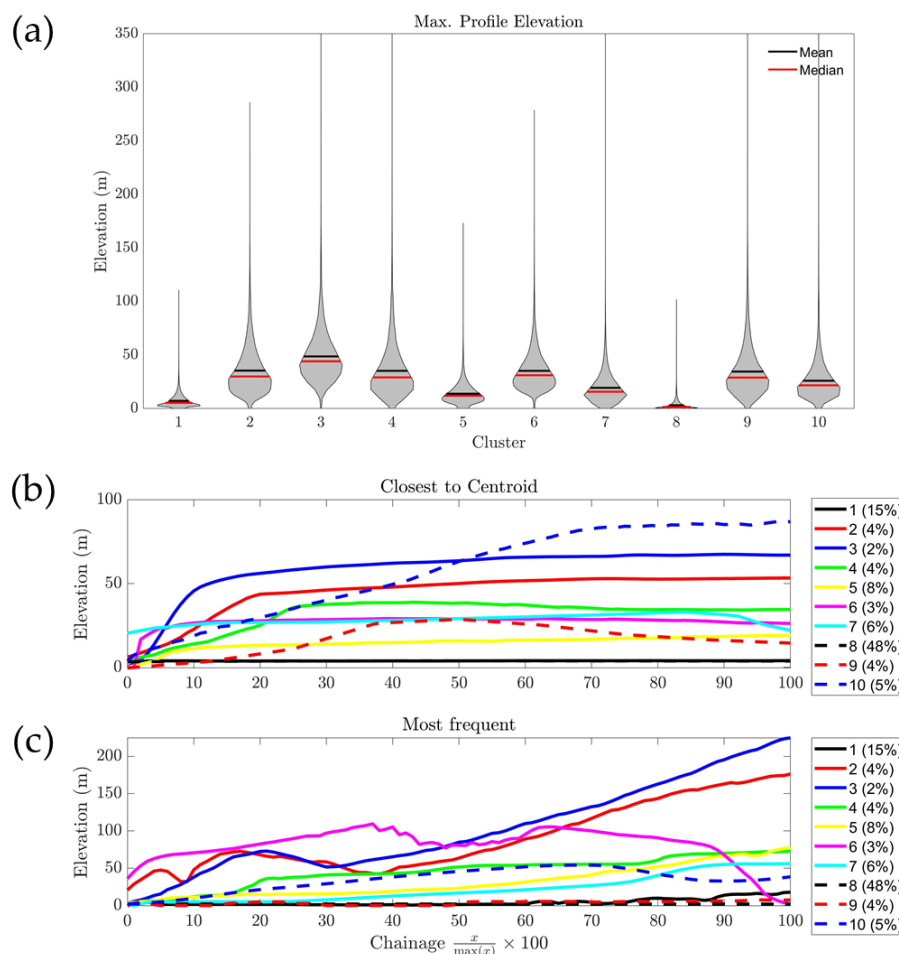 (a)
Max. Profile Elevation
350
300
250
200
150
100
50
0
Elevation (m)
Mean
Median
1 2 3 4 5 6 7 8 9 10
Cluster
(b)
Closest to Centroid
100
50
0
Elevation (m)
0 10 20 30 40 50 60 70 80 90 100
1 (15%)
2 (4%)
3 (2%)
4 (4%)
5 (8%)
6 (3%)
7 (6%)
8 (48%)
9 (4%)
10 (5%)
(c)
Most frequent
200
150
100
50
0
Elevation (m)
0 10 20 30 40 50 60 70 80 90 100
Chainage x/max(x) × 100
1 (15%)
2 (4%)
3 (2%)
4 (4%)
5 (8%)
6 (3%)
7 (6%)
8 (48%)
9 (4%)
10 (5%)